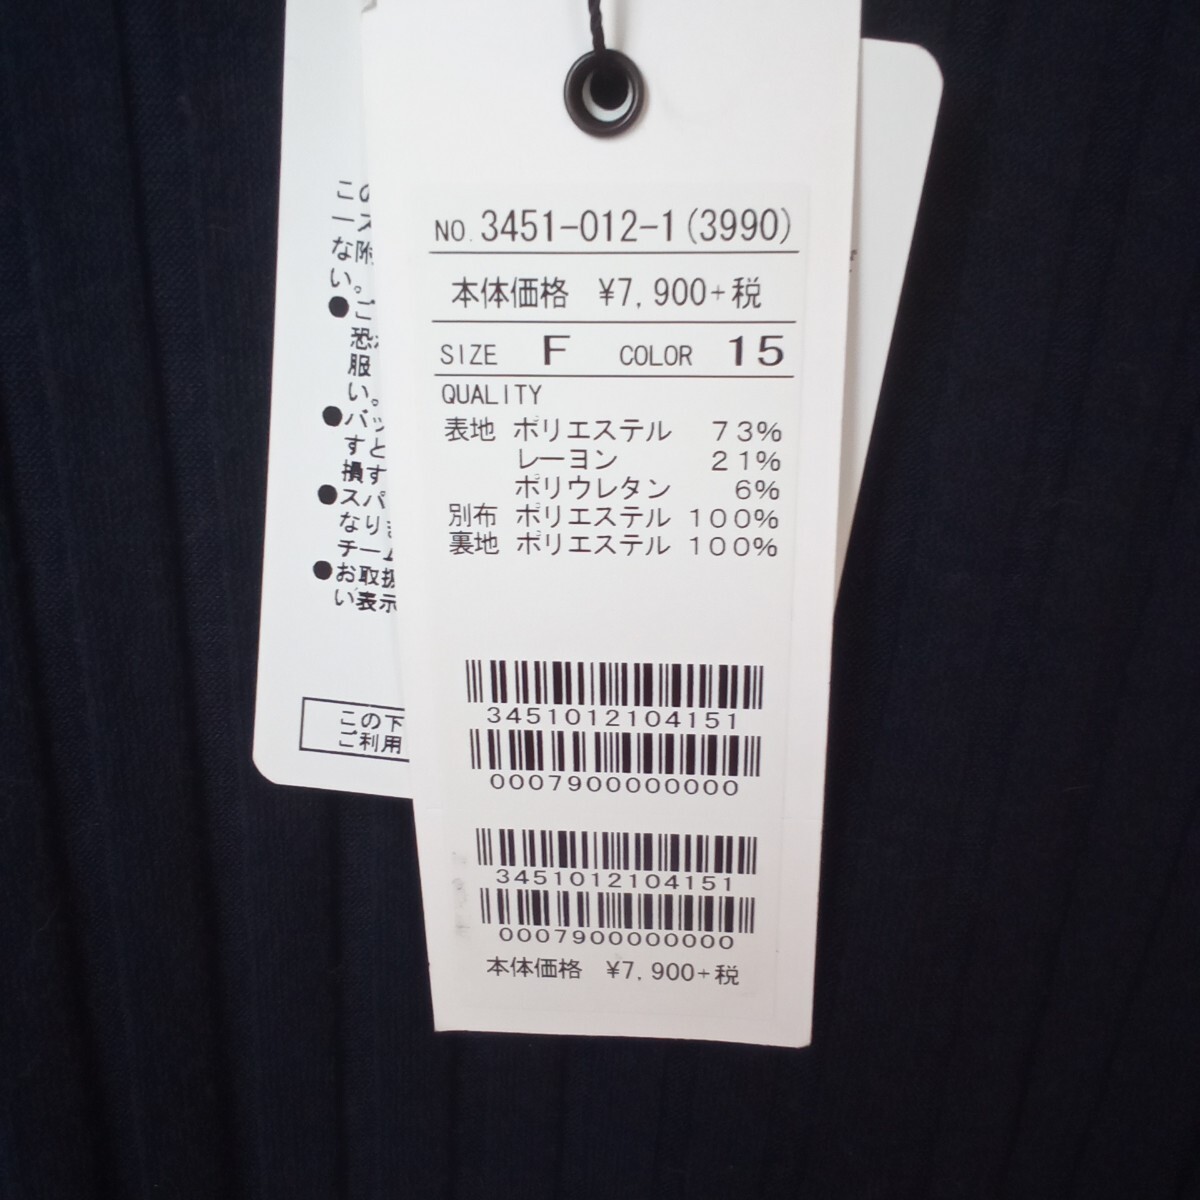 NO. 3451-012-1(3990)
本体価格 ¥7,900+税
SIZE F COLOR 15
QUALITY
表地 ポリエステル 73%
レーヨン 21%
ポリウレタン 6%
別布 ポリエステル 100%
裏地 ポリエステル 100%
3451012104151
0007900000000
3451012104151
0007900000000
本体価格 ¥7,900+税
この
ース
な附
い。
●ご
恐れ
服
い。
●バッ
すと
損す
●スパ
なりま
チーム
●お取扱
い表示
この下
ご利用